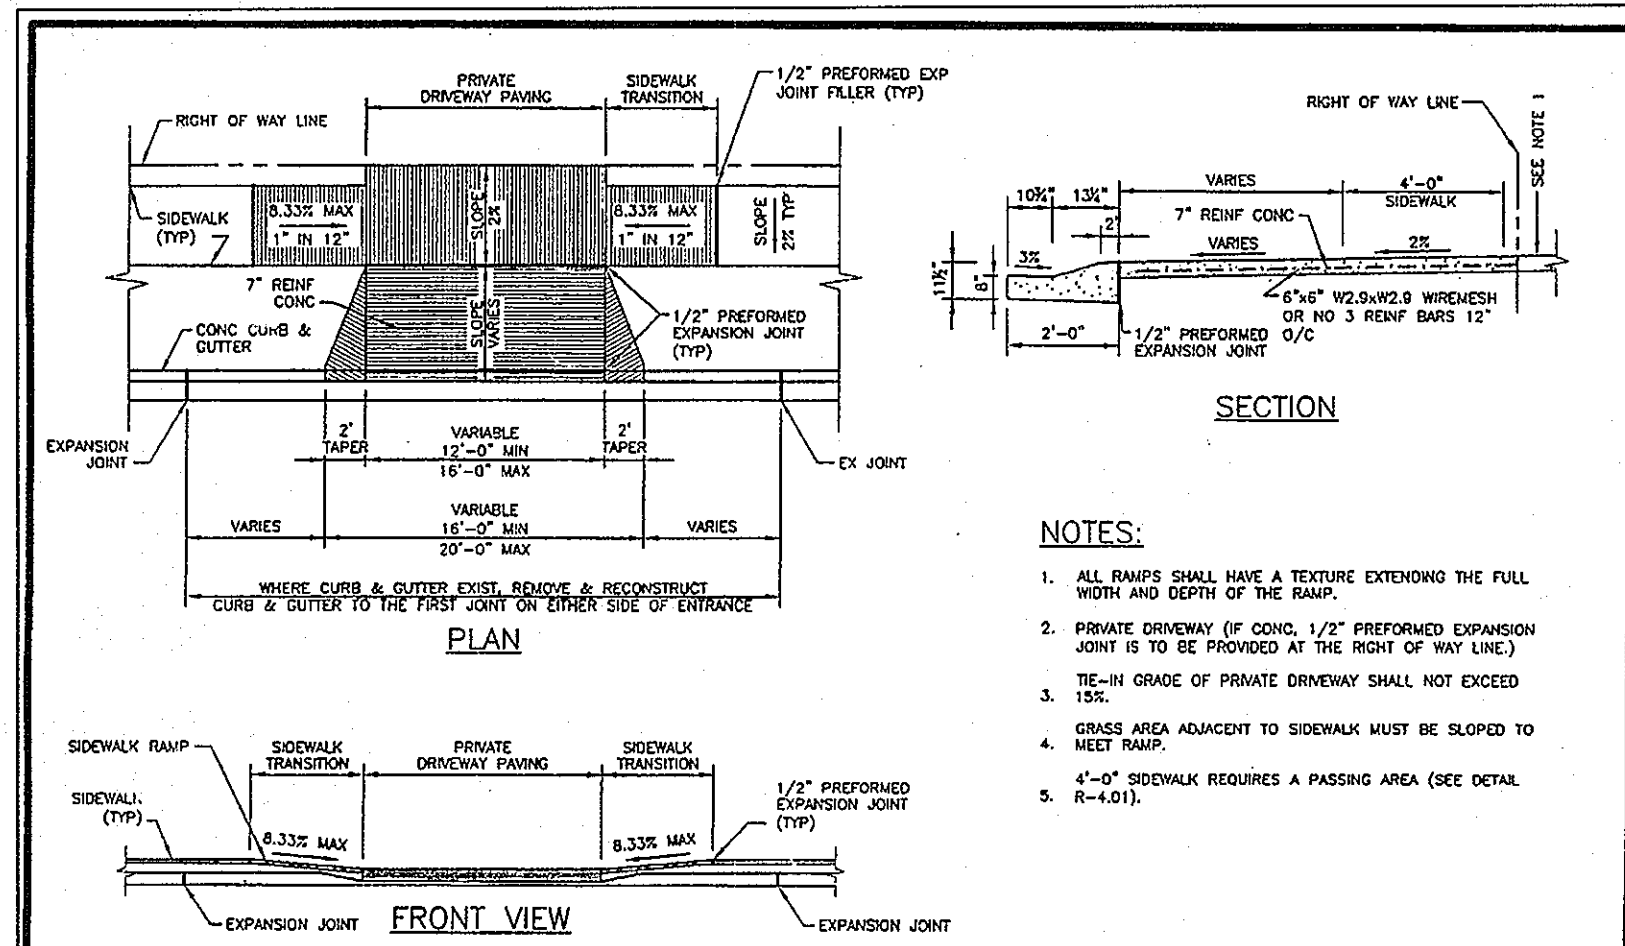 PRIVATE
DRIVEWAY PAVING
SIDEWALK
TRANSITION
1/2" PREFORMED EXP
JOINT FILLER (TYP)
RIGHT OF WAY LINE
SIDEWALK
(TYP)
8.33% MAX
1" IN 12"
SLOPE
2%
8.33% MAX
1" IN 12"
SLOPE
2% TYP
7" REINF
CONC
SLOPE
VARIES
1/2" PREFORMED
EXPANSION JOINT
(TYP)
CONC CURB &
GUTTER
EXPANSION
JOINT
2'
TAPER
VARIABLE
12'-0" MIN
16'-0" MAX
2'
TAPER
EX JOINT
VARIES
VARIABLE
16'-0" MIN
20'-0" MAX
VARIES
WHERE CURB & GUTTER EXIST, REMOVE & RECONSTRUCT
CURB & GUTTER TO THE FIRST JOINT ON EITHER SIDE OF ENTRANCE
PLAN
RIGHT OF WAY LINE
SEE NOTE 1
10¾"
13¼"
VARIES
4'-0"
SIDEWALK
2'
7" REINF CONC
3%
VARIES
2%
11½"
8"
6"x6" W2.9xW2.9 WIREMESH
OR NO 3 REINF BARS 12"
O/C
2'-0"
1/2" PREFORMED
EXPANSION JOINT
SECTION
NOTES:
1. ALL RAMPS SHALL HAVE A TEXTURE EXTENDING THE FULL
WIDTH AND DEPTH OF THE RAMP.
2. PRIVATE DRIVEWAY (IF CONC, 1/2" PREFORMED EXPANSION
JOINT IS TO BE PROVIDED AT THE RIGHT OF WAY LINE.)
TIE-IN GRADE OF PRIVATE DRIVEWAY SHALL NOT EXCEED
3. 15%.
GRASS AREA ADJACENT TO SIDEWALK MUST BE SLOPED TO
4. MEET RAMP.
4'-0" SIDEWALK REQUIRES A PASSING AREA (SEE DETAIL
5. R-4.01).
SIDEWALK RAMP
SIDEWALK
TRANSITION
PRIVATE
DRIVEWAY PAVING
SIDEWALK
TRANSITION
SIDEWALK
(TYP)
1/2" PREFORMED
EXPANSION JOINT
(TYP)
8.33% MAX
8.33% MAX
EXPANSION JOINT
FRONT VIEW
EXPANSION JOINT